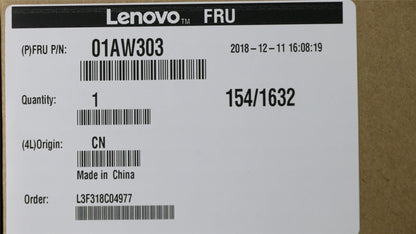 Lenovo™ FRU
(P)FRU P/N: 01AW303 2018-12-11 16:08:19
Quantity: 1 154/1632
(4L)Origin: CN
Made in China
Order: L3F318C04977